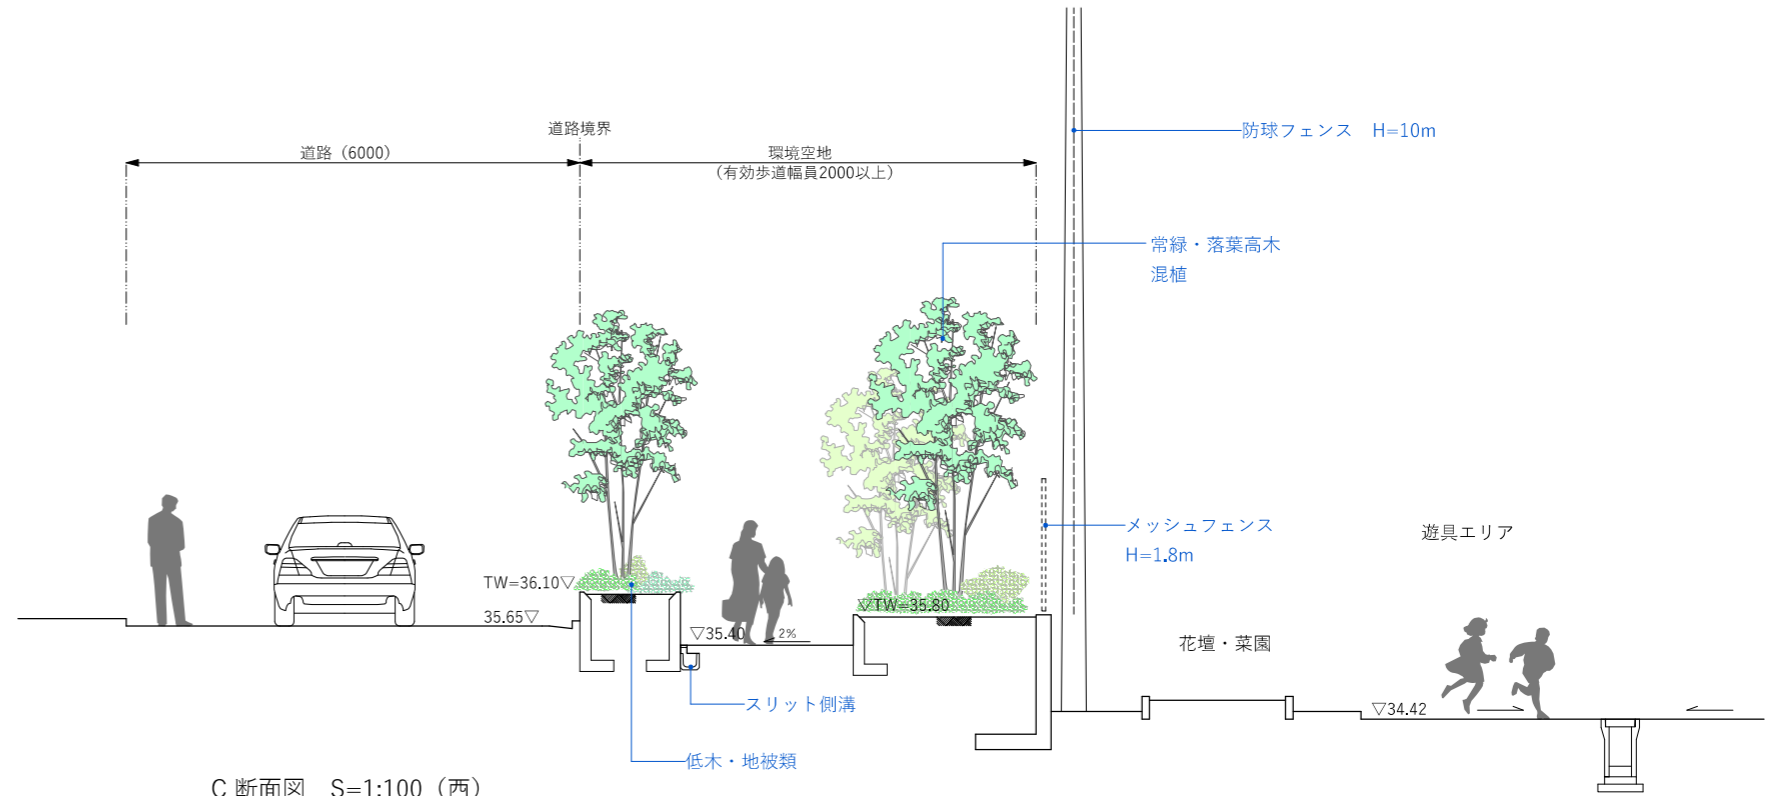 道路境界
防球フェンス　H=10m
道路（6000）
環境空地
（有効歩道幅員2000以上）
常緑・落葉高木
混植
メッシュフェンス
H=1.8m
遊具エリア
TW=36.10▽
▽TW=35.80
35.65▽
▽35.40
2%
花壇・菜園
スリット側溝
▽34.42
低木・地被類
C 断面図　S=1:100（西）